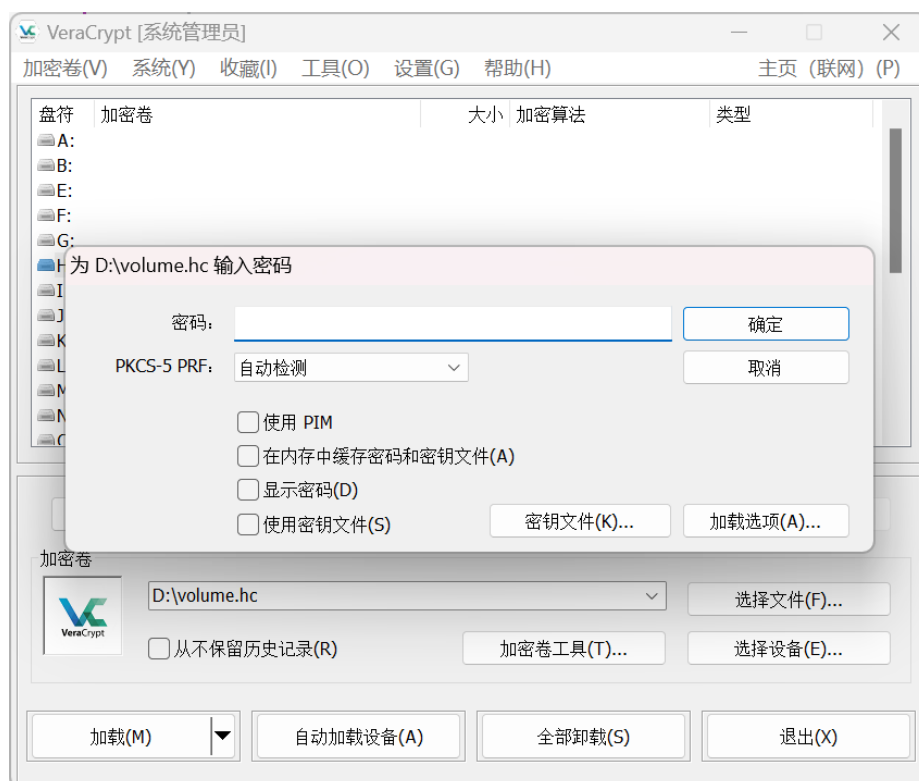 VeraCrypt [系统管理员]
加密卷(V) 系统(Y) 收藏(I) 工具(O) 设置(G) 帮助(H) 主页（联网）(P)
盘符 加密卷 大小 加密算法 类型
A:
B:
E:
F:
G:
H
为 D:\volume.hc 输入密码
I
J
K
L
M
N
密码：
确定
PKCS-5 PRF：
自动检测
取消
使用 PIM
在内存中缓存密码和密钥文件(A)
显示密码(D)
使用密钥文件(S)
密钥文件(K)...
加载选项(A)...
加密卷
VeraCrypt
D:\volume.hc
选择文件(F)...
从不保留历史记录(R)
加密卷工具(T)...
选择设备(E)...
加载(M)
自动加载设备(A)
全部卸载(S)
退出(X)